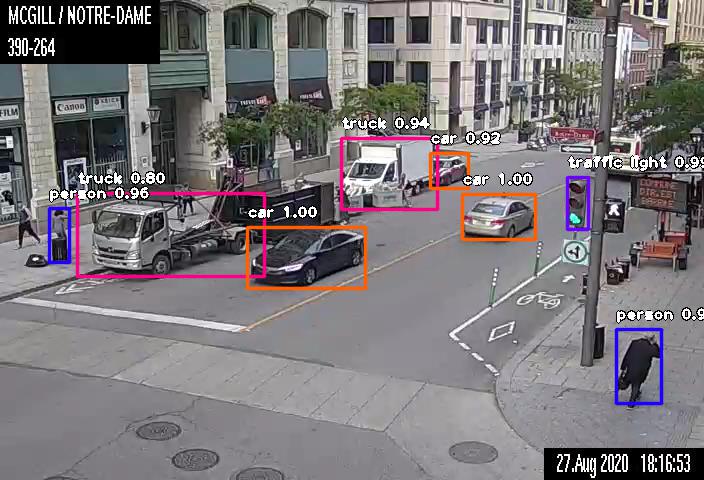 MCGILL / NOTRE-DAME
390-264
truck 0.94
car 0.92
traffic light 0.99
truck 0.80
person 0.96
car 1.00
car 1.00
Canon
person 0.9
27.Aug 2020 18:16:53